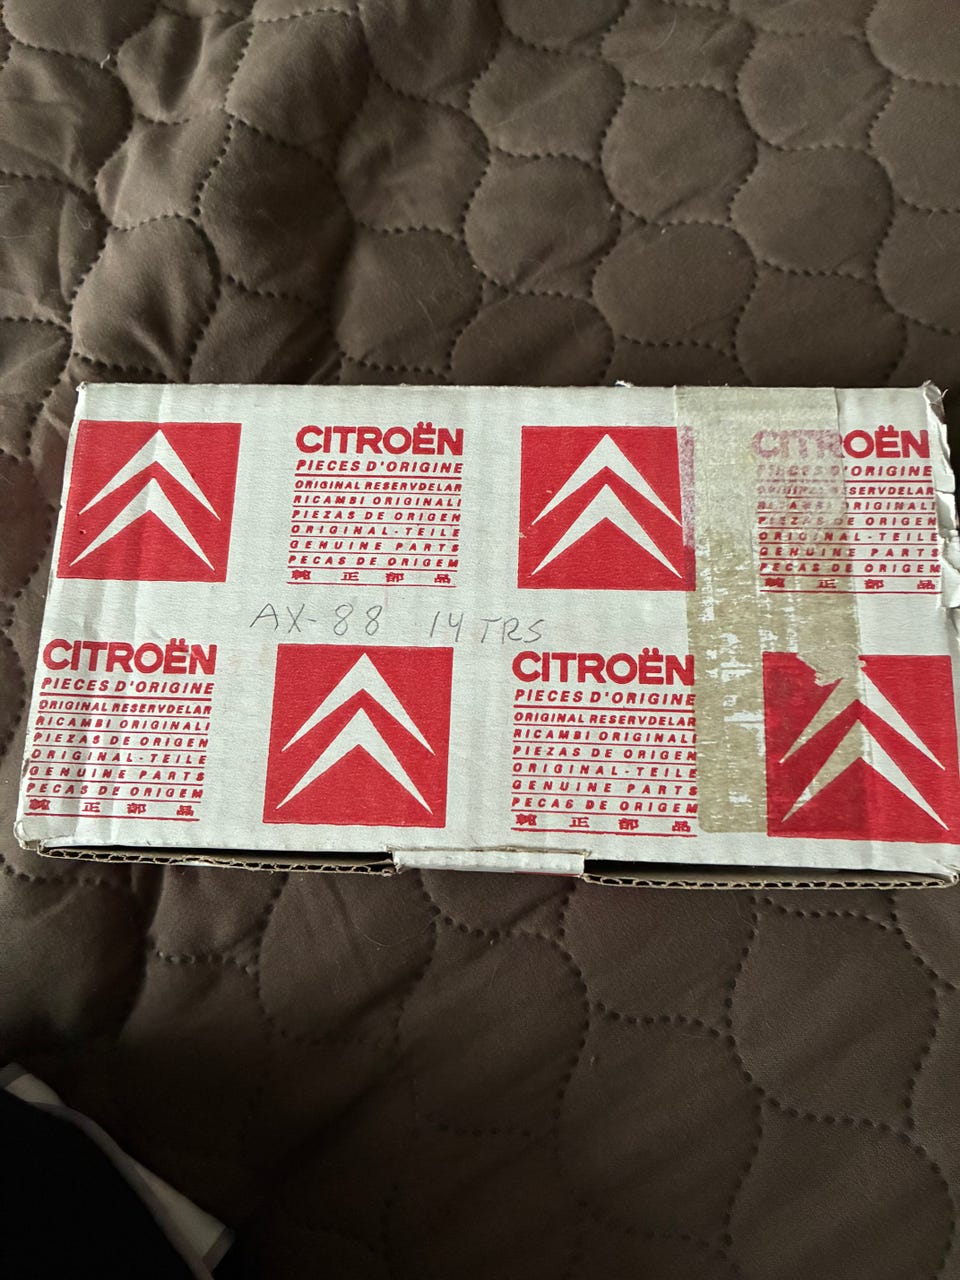 CITROËN
PIECES D'ORIGINE
ORIGINAL RESERVDELAR
RICAMBI ORIGINALI
PIEZAS DE ORIGEN
ORIGINAL-TEILE
GENUINE PARTS
PECAS DE ORIGEM
純正部品
CITROËN
PIECES D'ORIGINE
ORIGINAL RESERVDELAR
RICAMBI ORIGINALI
PIEZAS DE ORIGEN
ORIGINAL-TEILE
GENUINE PARTS
PECAS DE ORIGEM
純正部品
AX-88 14 TRS
CITROËN
PIECES D'ORIGINE
ORIGINAL RESERVDELAR
RICAMBI ORIGINALI
PIEZAS DE ORIGEN
ORIGINAL-TEILE
GENUINE PARTS
PECAS DE ORIGEM
純正部品
CITROËN
PIECES D'ORIGINE
ORIGINAL RESERVDELAR
RICAMBI ORIGINALI
PIEZAS DE ORIGEN
ORIGINAL-TEILE
GENUINE PARTS
PECAS DE ORIGEM
純正部品